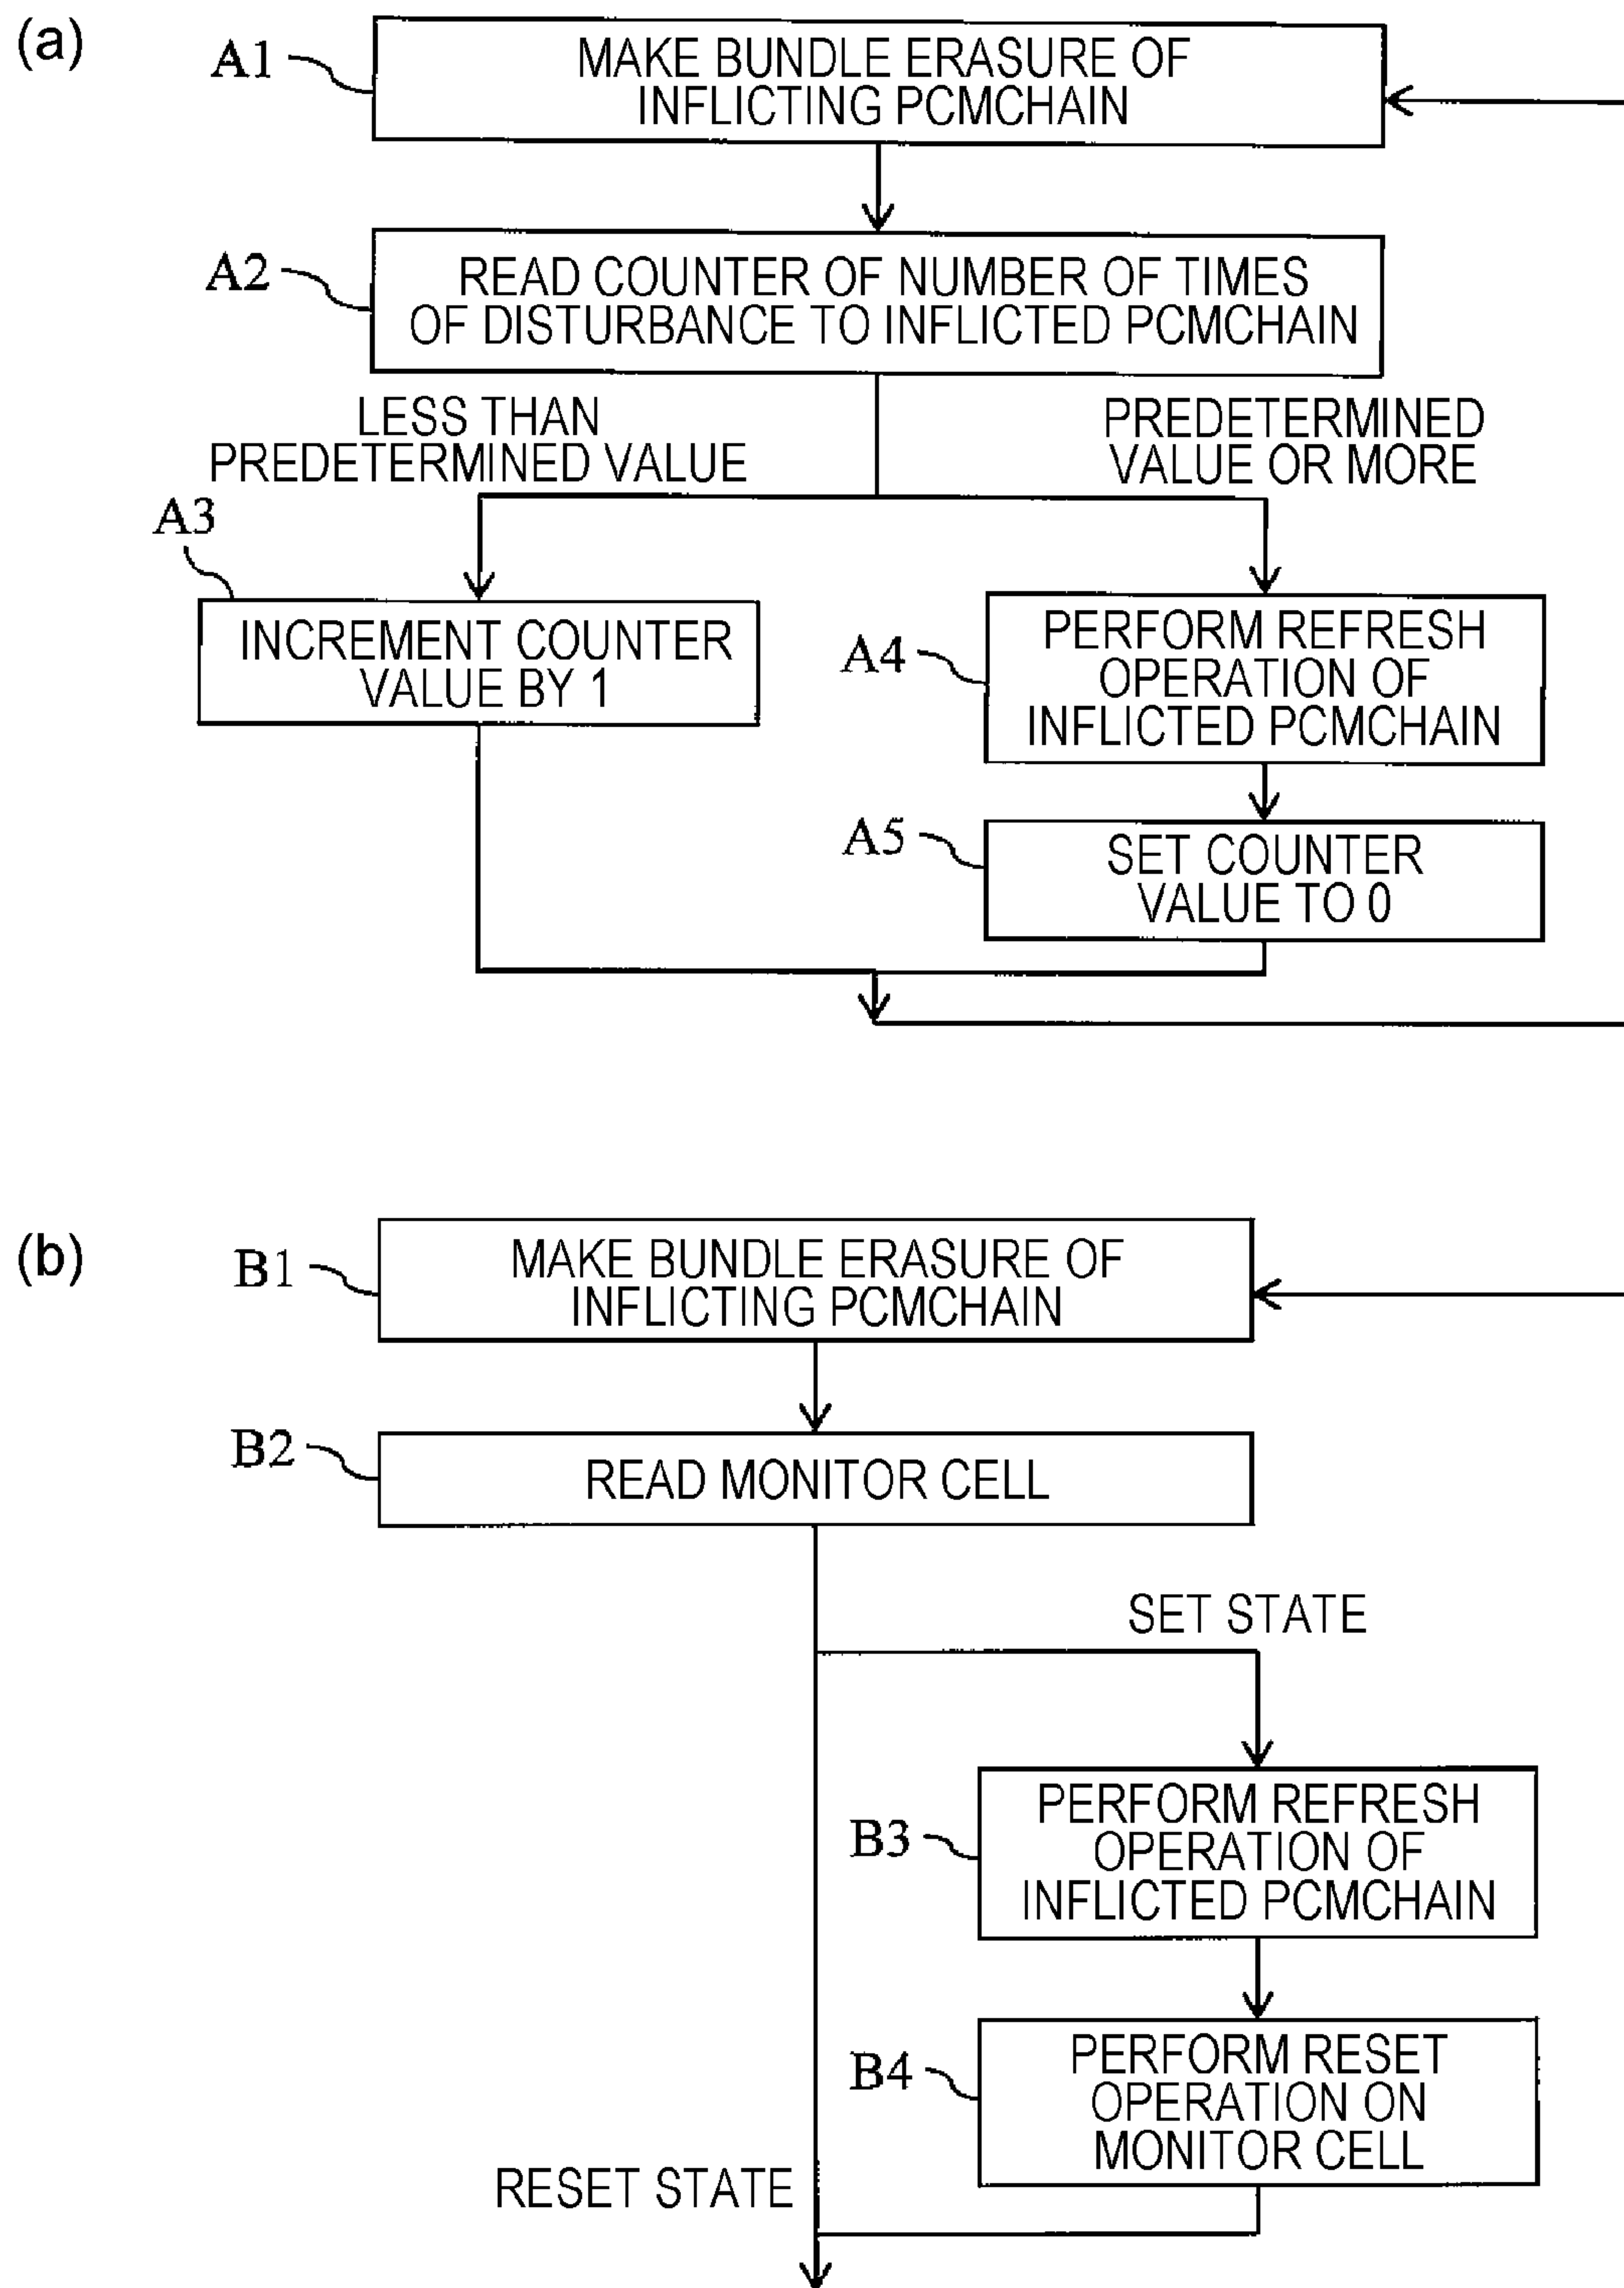 (a)
A1
MAKE BUNDLE ERASURE OF
INFLICTING PCMCHAIN
A2
READ COUNTER OF NUMBER OF TIMES
OF DISTURBANCE TO INFLICTED PCMCHAIN
LESS THAN
PREDETERMINED VALUE
PREDETERMINED
VALUE OR MORE
A3
INCREMENT COUNTER
VALUE BY 1
A4
PERFORM REFRESH
OPERATION OF
INFLICTED PCMCHAIN
A5
SET COUNTER
VALUE TO 0
(b)
B1
MAKE BUNDLE ERASURE OF
INFLICTING PCMCHAIN
B2
READ MONITOR CELL
SET STATE
B3
PERFORM REFRESH
OPERATION OF
INFLICTED PCMCHAIN
B4
PERFORM RESET
OPERATION ON
MONITOR CELL
RESET STATE